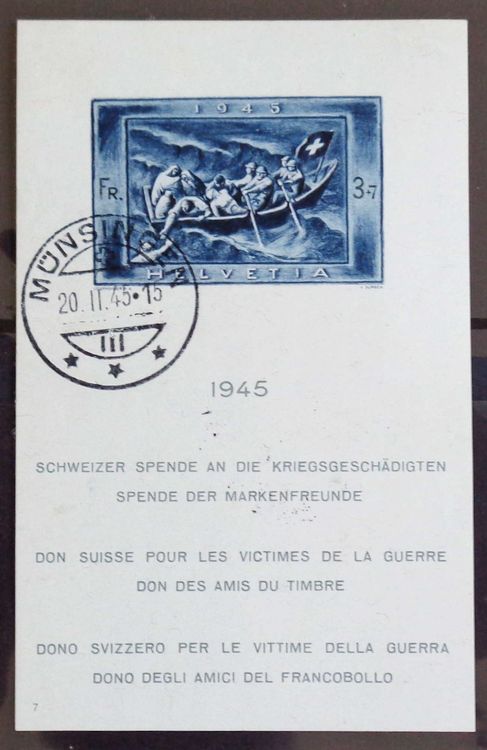 1945
FR.
3.-7
HELVETIA
MÜNSINGEN
20. II. 45•15
1945
SCHWEIZER SPENDE AN DIE KRIEGSGESCHÄDIGTEN
SPENDE DER MARKENFREUNDE
DON SUISSE POUR LES VICTIMES DE LA GUERRE
DON DES AMIS DU TIMBRE
DONO SVIZZERO PER LE VITTIME DELLA GUERRA
DONO DEGLI AMICI DEL FRANCOBOLLO
7